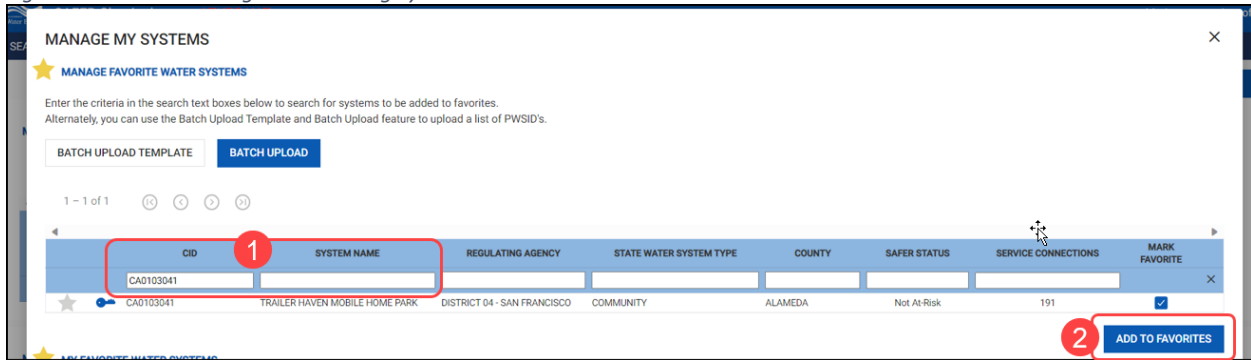 MANAGE MY SYSTEMS
MANAGE FAVORITE WATER SYSTEMS
Enter the criteria in the search text boxes below to search for systems to be added to favorites.
Alternately, you can use the Batch Upload Template and Batch Upload feature to upload a list of PWSID's.
BATCH UPLOAD TEMPLATE BATCH UPLOAD
1 – 1 of 1
CID 1 SYSTEM NAME REGULATING AGENCY STATE WATER SYSTEM TYPE COUNTY SAFER STATUS SERVICE CONNECTIONS MARK FAVORITE
CA0103041
CA0103041 TRAILER HAVEN MOBILE HOME PARK DISTRICT 04 - SAN FRANCISCO COMMUNITY ALAMEDA Not At-Risk 191
2 ADD TO FAVORITES
MY FAVORITE WATER SYSTEMS